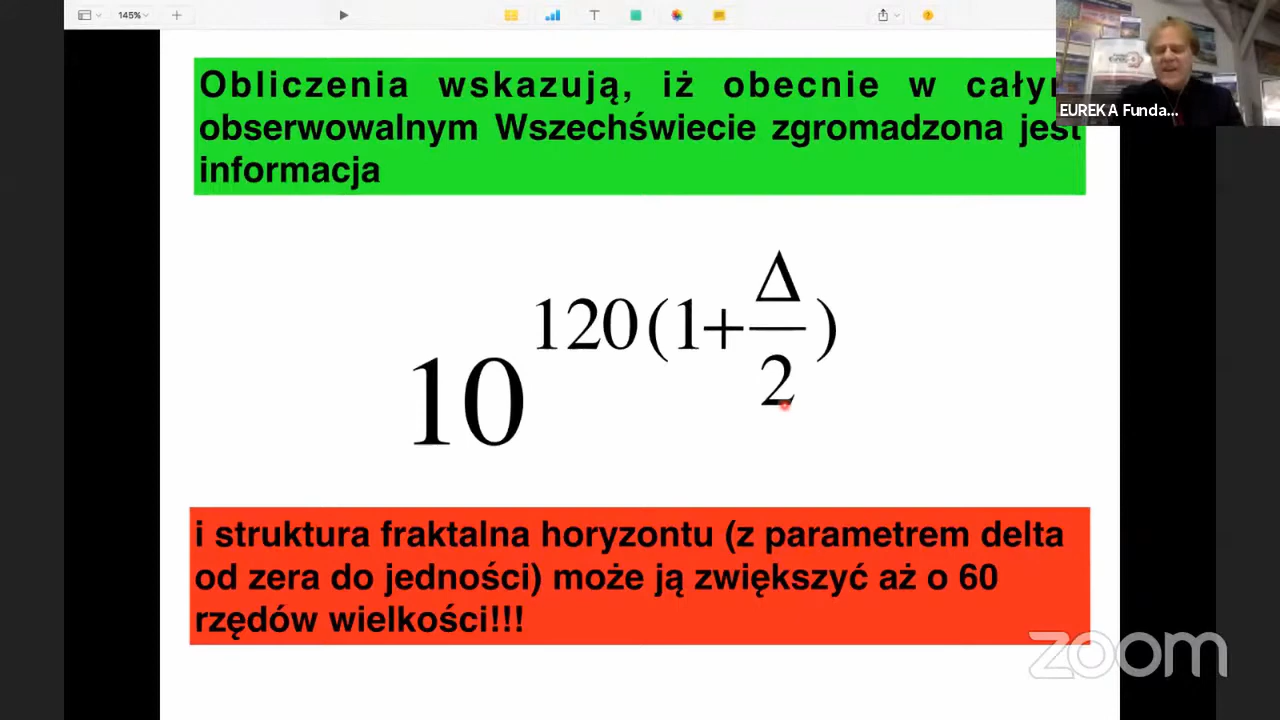 145%
EUREKA Funda...
Obliczenia wskazują, iż obecnie w
obserwowalnym Wszechświecie zgromadzona jest
informacja
10^{120(1+\frac{Δ}{2})}
i struktura fraktalna horyzontu (z parametrem delta
od zera do jedności) może ją zwiększyć aż o 60
rzędów wielkości!!!
zoom